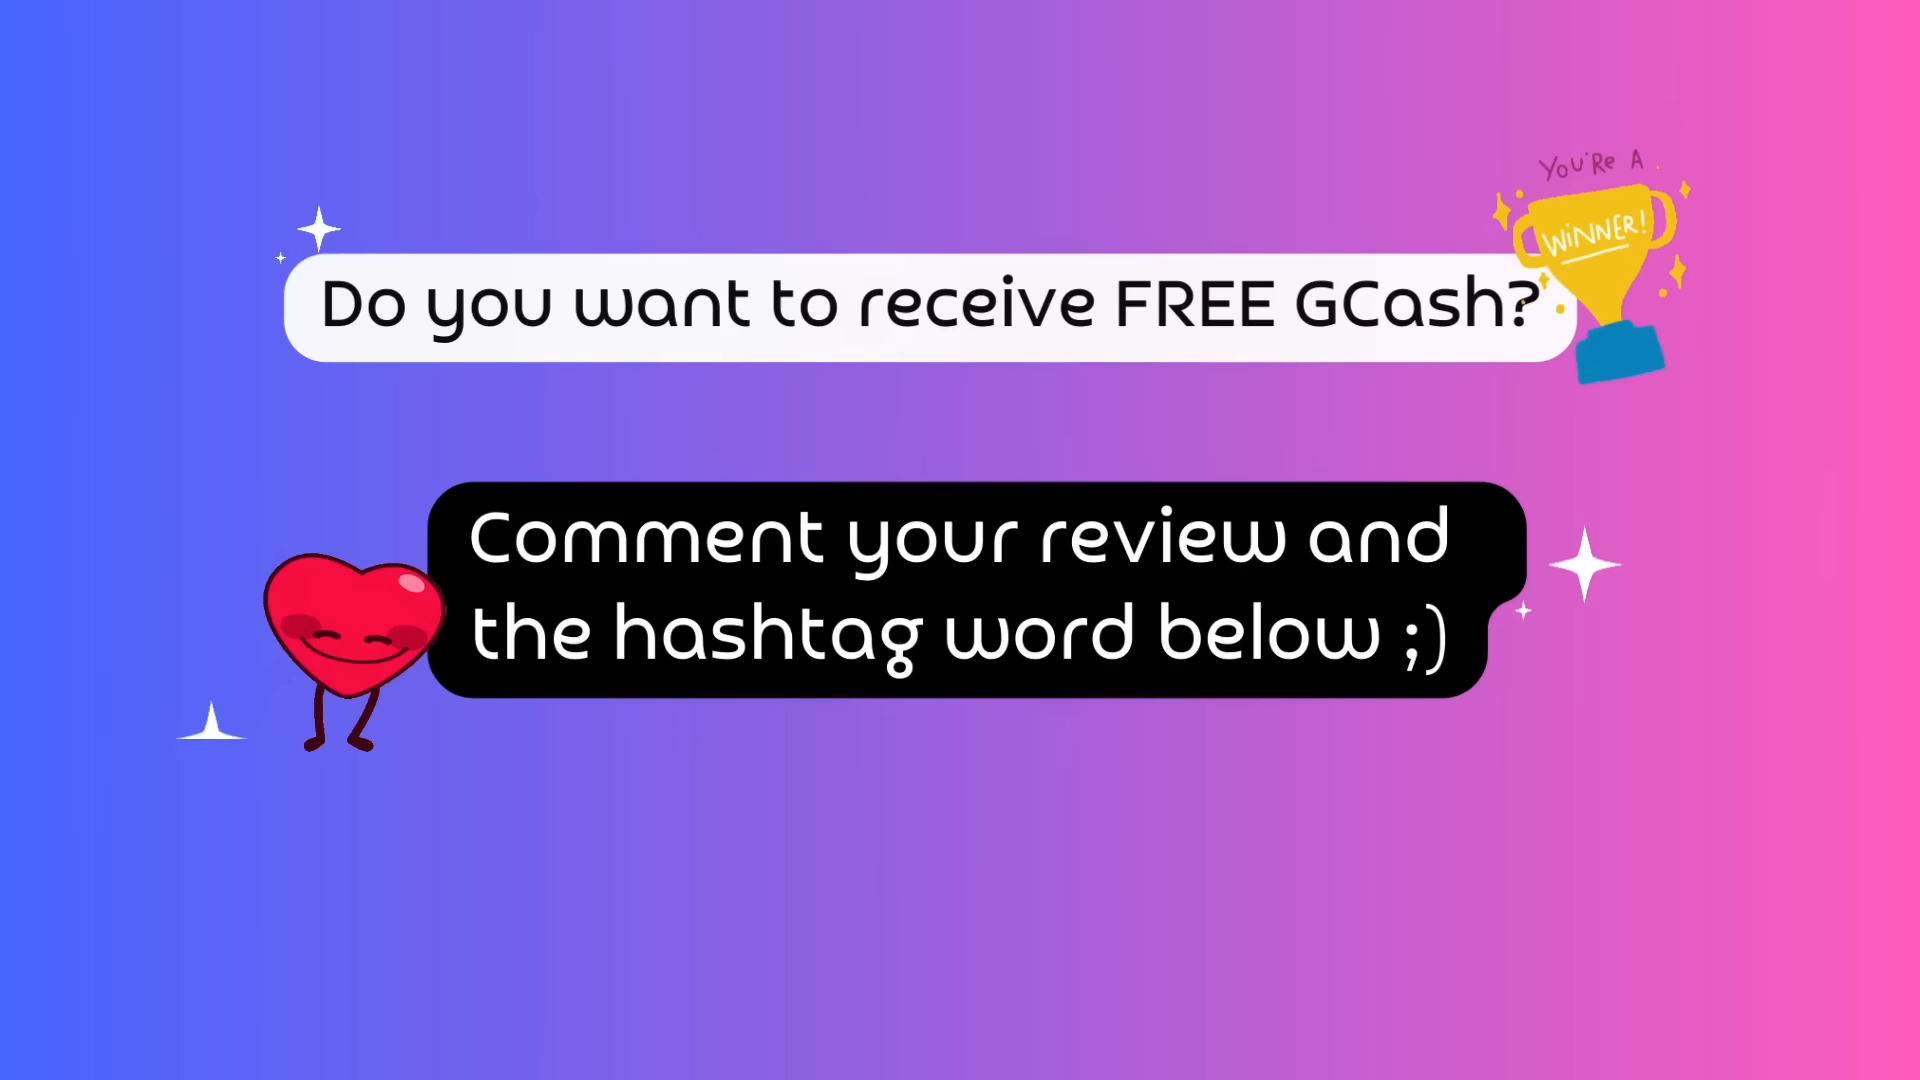 YOU'RE A
WINNER!
Do you want to receive FREE GCash?
Comment your review and
the hashtag word below ;)